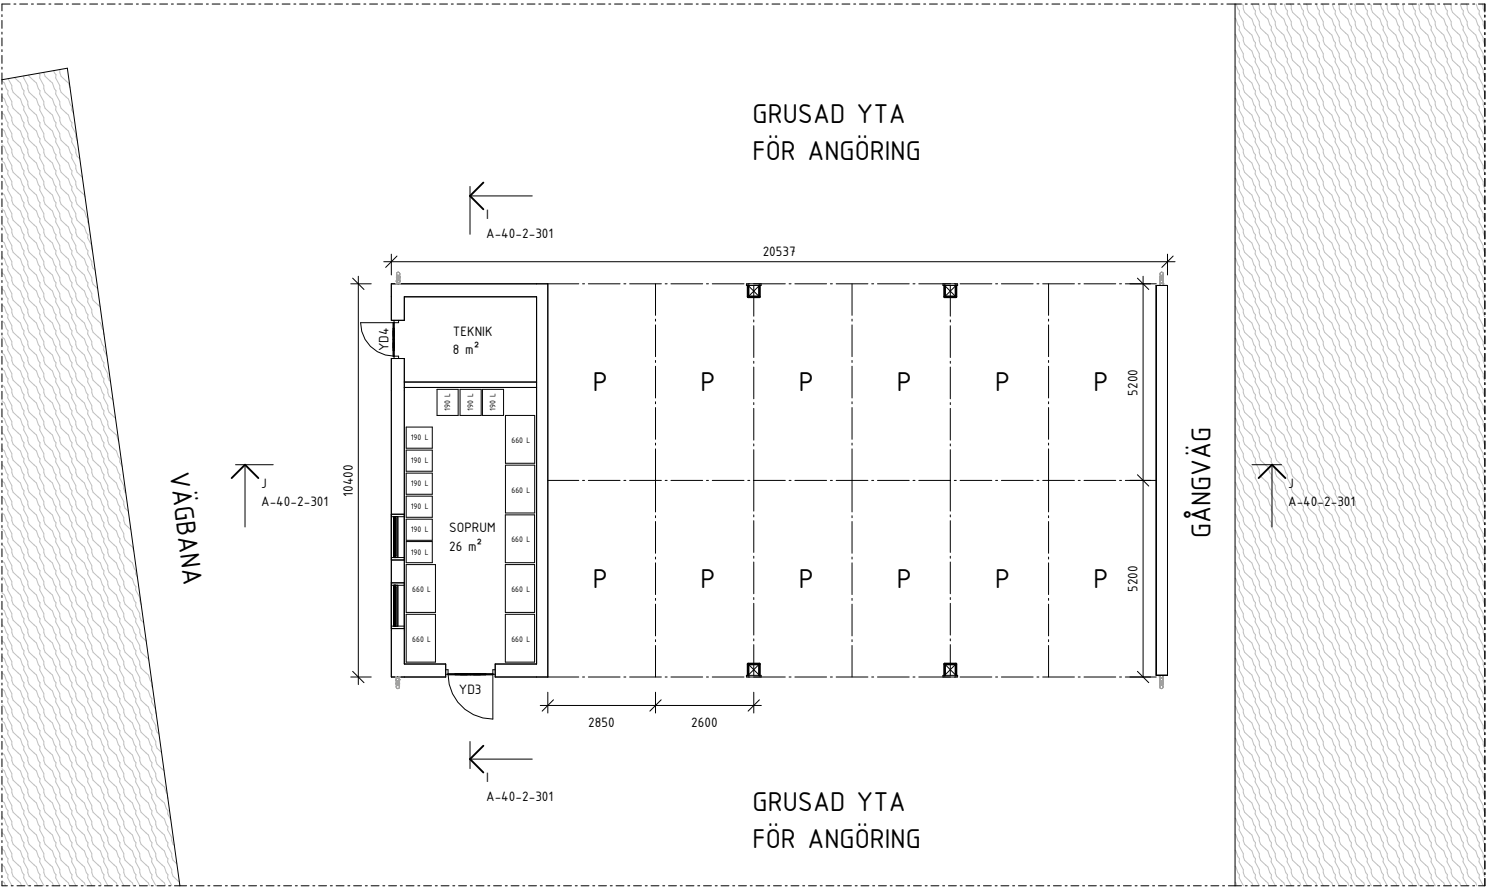 GRUSAD YTA
FÖR ANGÖRING
I
A-40-2-301
20537
YD4
TEKNIK
8 m²
P
P
P
P
P
P
5200
190 L
190 L
190 L
190 L
190 L
190 L
190 L
190 L
190 L
660 L
660 L
660 L
660 L
660 L
660 L
660 L
10400
SOPRUM
26 m²
VÄGBANA
J
A-40-2-301
GÅNGVÄG
J
A-40-2-301
P
P
P
P
P
P
5200
YD3
2850
2600
I
A-40-2-301
GRUSAD YTA
FÖR ANGÖRING